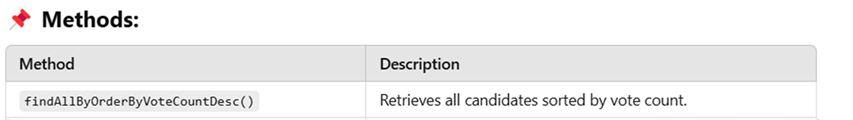 📌 Methods:
Method Description
findAllByOrderByVoteCountDesc() Retrieves all candidates sorted by vote count.